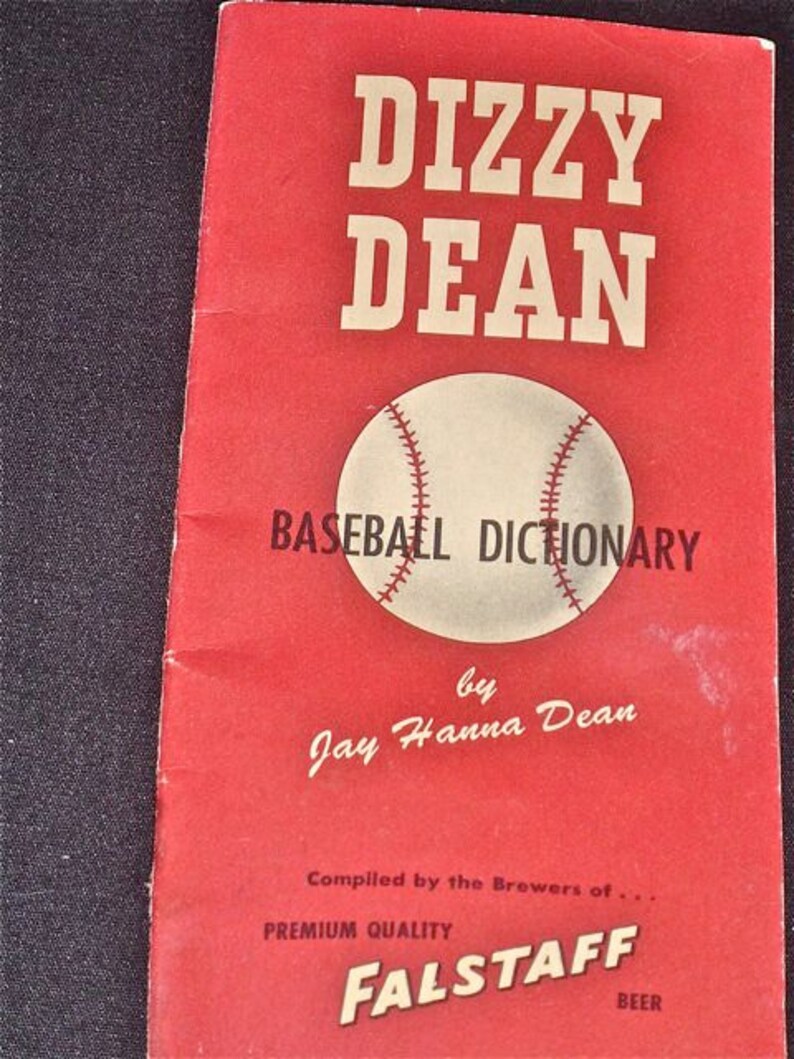 DIZZY
DEAN
BASEBALL DICTIONARY
by
Jay Hanna Dean
Compiled by the Brewers of . . .
PREMIUM QUALITY
FALSTAFF
BEER